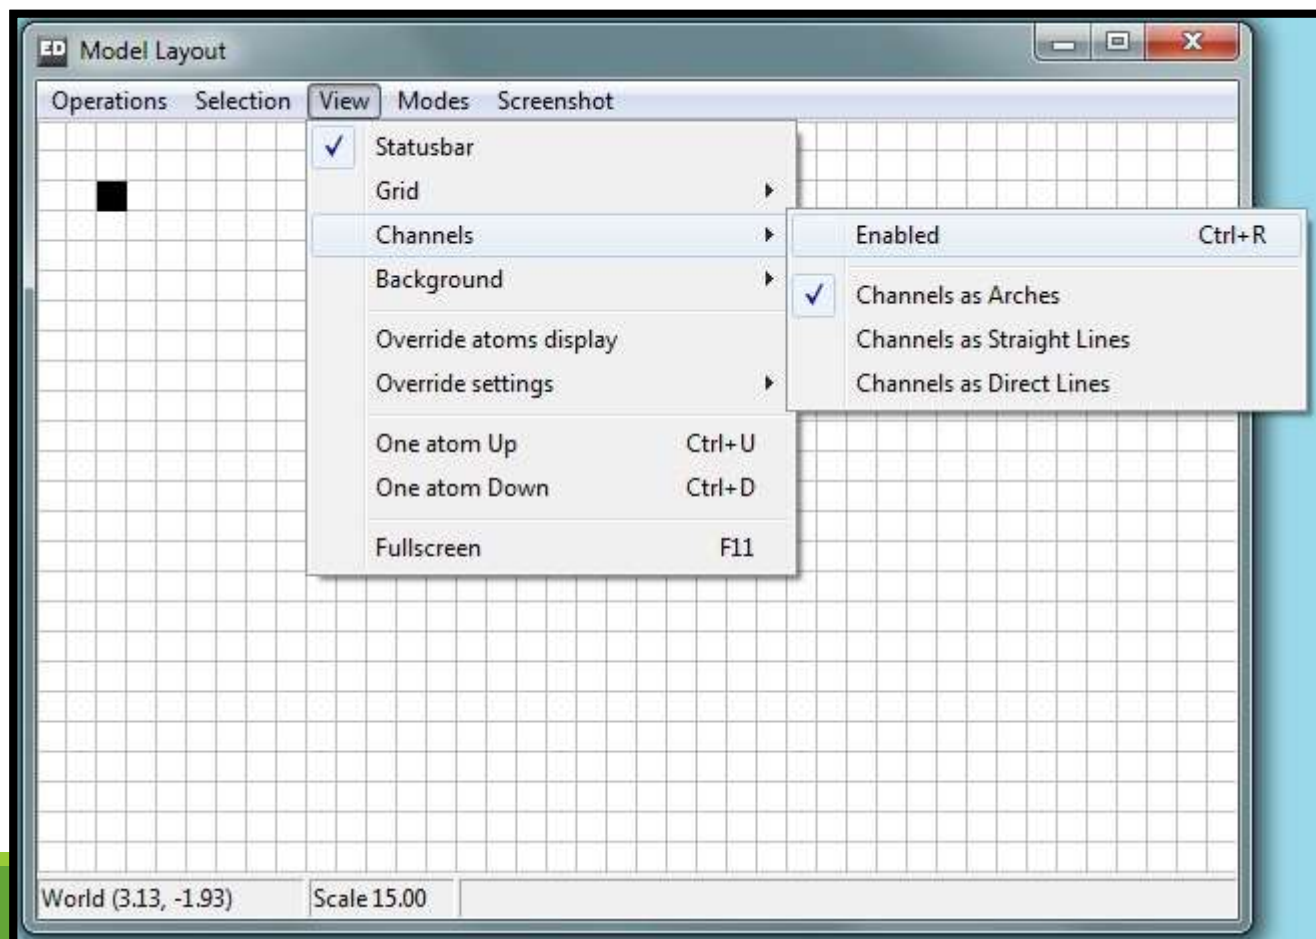 ED Model Layout
Operations Selection View Modes Screenshot
Statusbar
Grid
Channels
Background
Override atoms display
Override settings
One atom Up Ctrl+U
One atom Down Ctrl+D
Fullscreen F11
Enabled Ctrl+R
Channels as Arches
Channels as Straight Lines
Channels as Direct Lines
World (3.13, -1.93) Scale 15.00